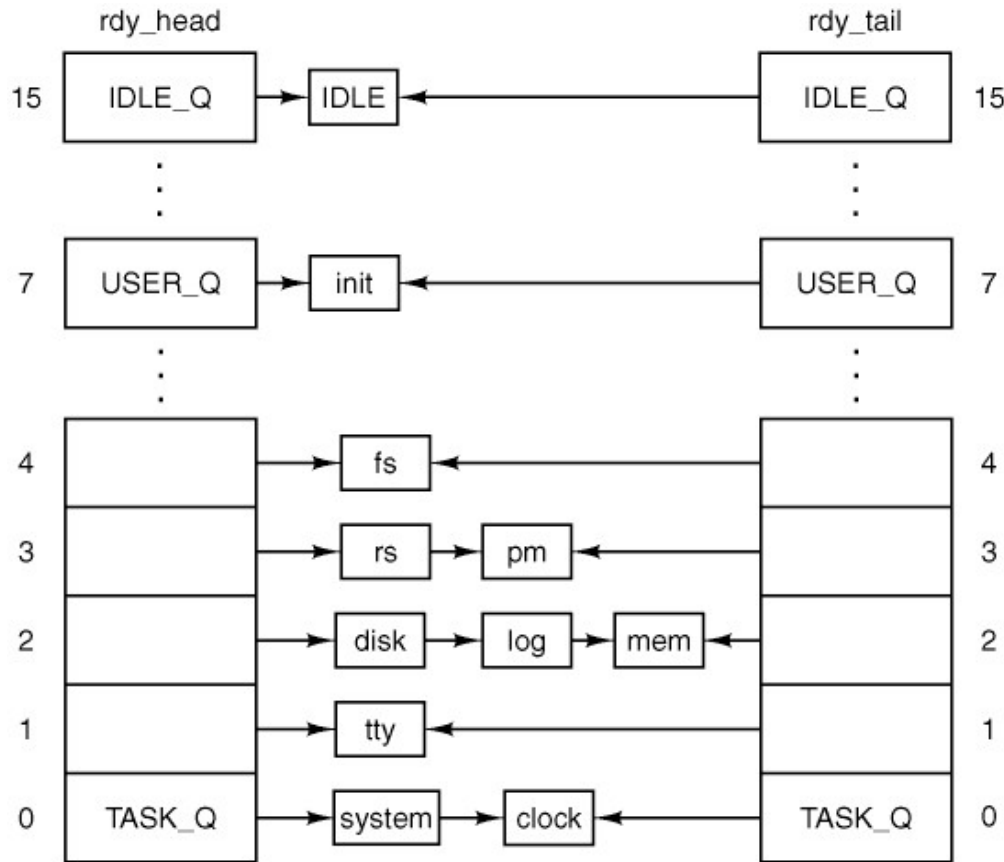 rdy_head rdy_tail
15 IDLE_Q IDLE IDLE_Q 15
7 USER_Q init USER_Q 7
4 fs 4
3 rs pm 3
2 disk log mem 2
1 tty 1
0 TASK_Q system clock TASK_Q 0